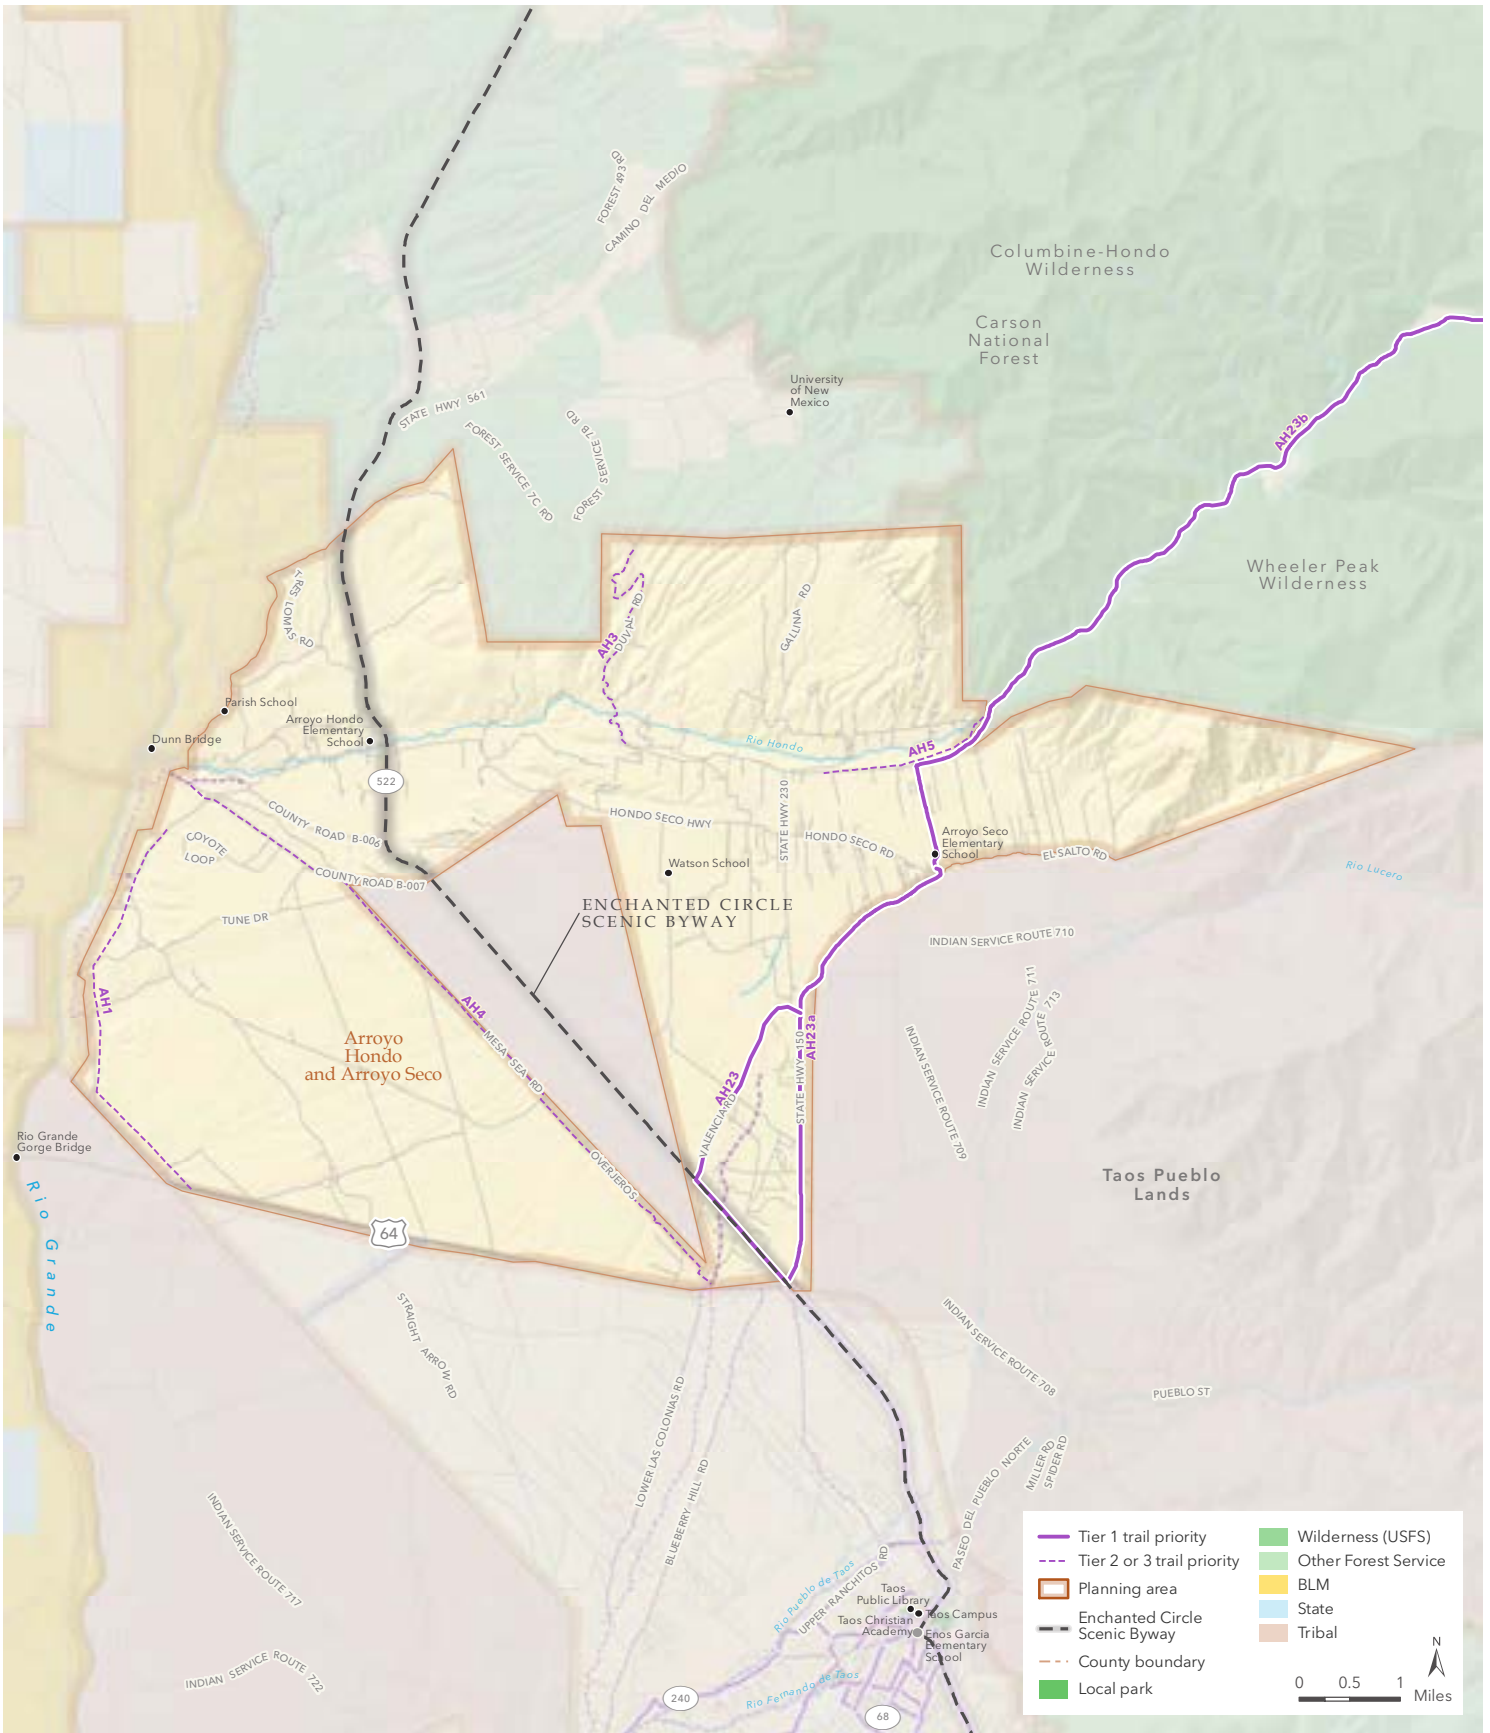 FOREST 493 RD
CAMINO DEL MEDIO
Columbine-Hondo
Wilderness
Carson
National
Forest
University
of New
Mexico
STATE HWY 561
FOREST SERVICE 7C RD
FOREST SERVICE 7B RD
AH23b
Wheeler Peak
Wilderness
TRES LOMAS RD
AH3
DUVAL RD
GALLINA RD
Parish School
Arroyo Hondo
Elementary
School
Dunn Bridge
Rio Hondo
AH5
522
COUNTY ROAD B-006
COYOTE
LOOP
HONDO SECO HWY
STATE HWY 230
HONDO SECO RD
Arroyo Seco
Elementary
School
EL SALTO RD
Watson School
Rio Lucero
COUNTY ROAD B-007
TUNE DR
ENCHANTED CIRCLE
SCENIC BYWAY
INDIAN SERVICE ROUTE 710
INDIAN SERVICE ROUTE 711
INDIAN SERVICE ROUTE 713
INDIAN SERVICE ROUTE 709
AH1
AH4
MESA SEA RD
Arroyo
Hondo
and Arroyo Seco
AH23a
STATE HWY 150
AH23
VALENCIA RD
Rio Grande
Gorge Bridge
OVERJEROS
Taos Pueblo
Lands
Rio Grande
64
STRAIGHT ARROW RD
INDIAN SERVICE ROUTE 708
PUEBLO ST
LOWER LAS COLONIAS RD
BLUEBERRY HILL RD
PASEO DEL PUEBLO NORTE
MILLER RD
SPIDER RD
INDIAN SERVICE ROUTE 717
INDIAN SERVICE ROUTE 722
Rio Pueblo de Taos
UPPER RANCHITOS RD
Taos
Public Library
Taos Campus
Taos Christian
Academy
Enos Garcia
Elementary
School
Rio Fernando de Taos
240
68
Tier 1 trail priority
Tier 2 or 3 trail priority
Planning area
Enchanted Circle
Scenic Byway
County boundary
Local park
Wilderness (USFS)
Other Forest Service
BLM
State
Tribal
N
0 0.5 1
Miles